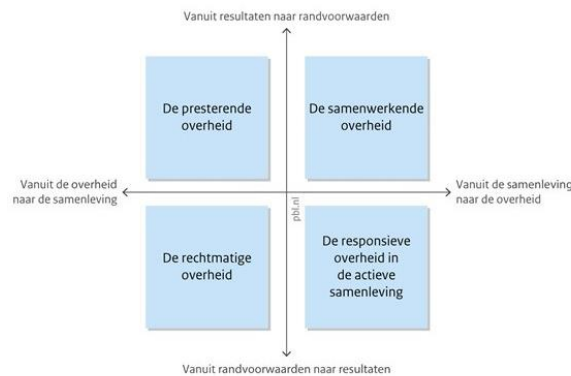 Vanuit resultaten naar randvoorwaarden
De presterende
overheid
De samenwerkende
overheid
Vanuit de overheid
naar de samenleving
Vanuit de samenleving
naar de overheid
pbl.nl
De rechtmatige
overheid
De responsieve
overheid in
de actieve
samenleving
Vanuit randvoorwaarden naar resultaten